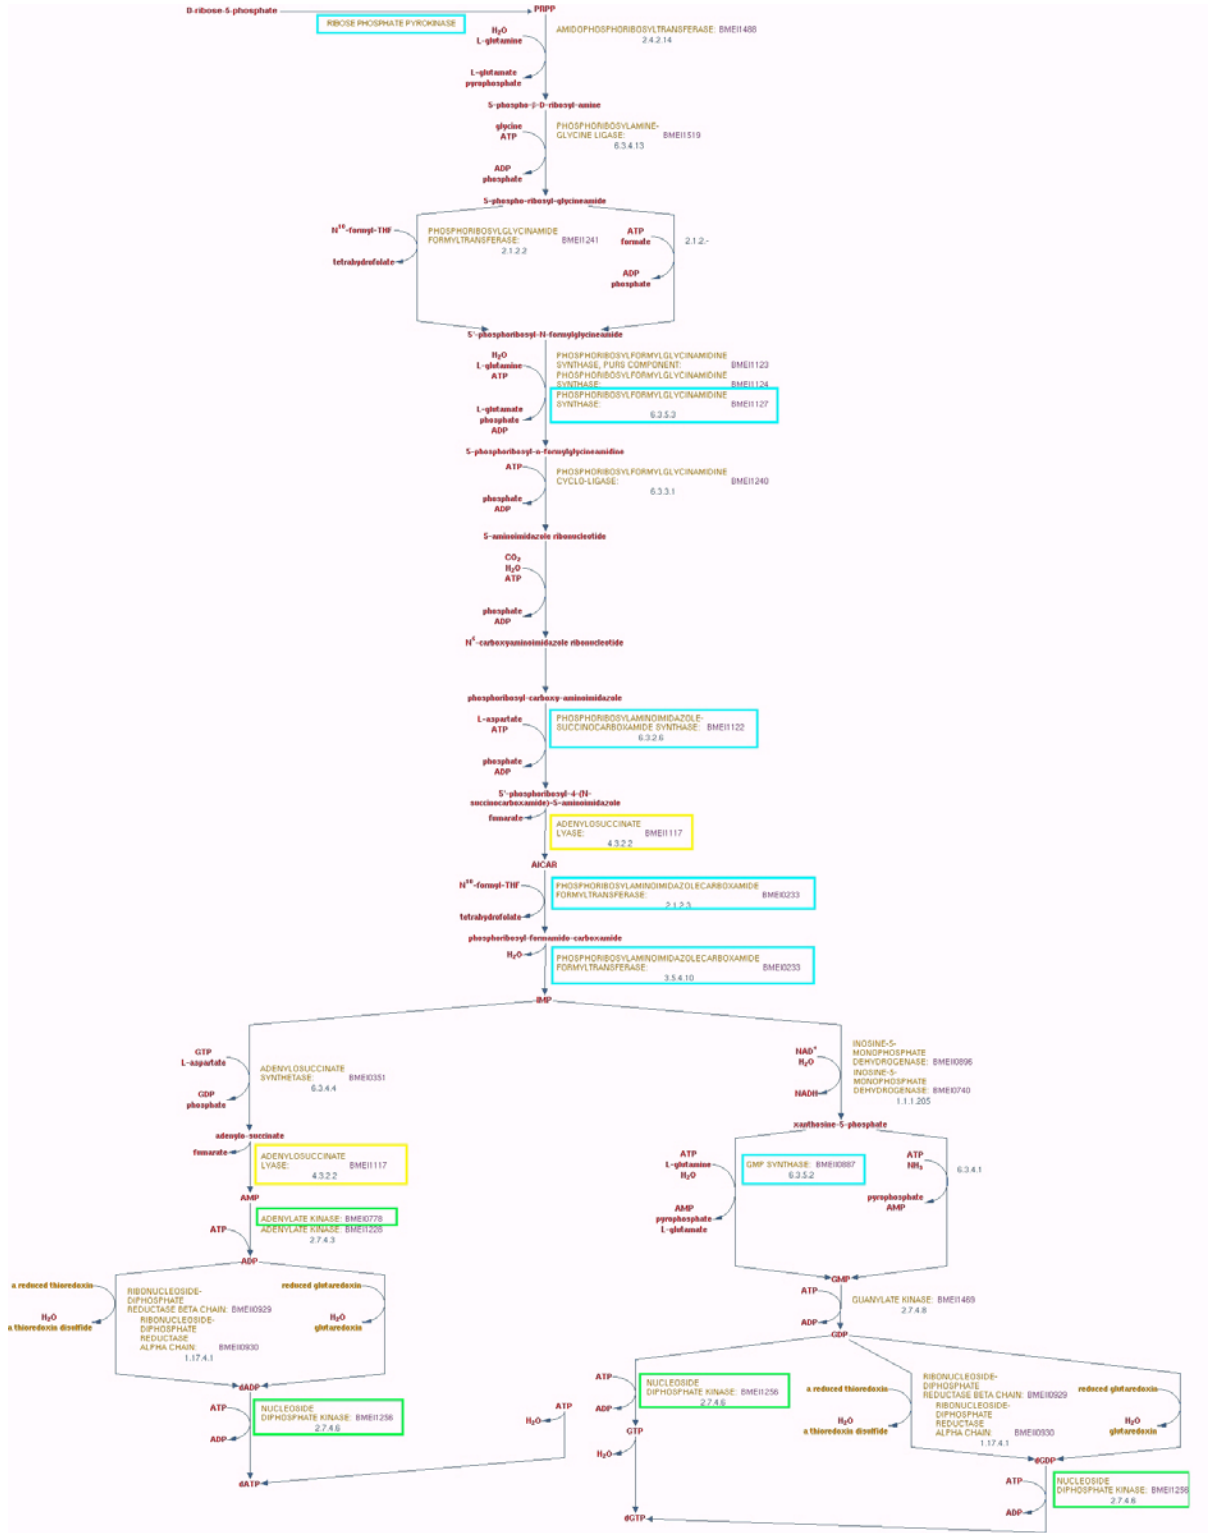 D-ribose-5-phosphate
PRPP
RIBOSE PHOSPHATE PYROKINASE
H₂O
L-glutamine
AMIDOPHOSPHORIBOSYLTRANSFERASE: BMEI1488
2.4.2.14
L-glutamate
pyrophosphate
5-phospho-β-D-ribosyl-amine
glycine
ATP
PHOSPHORIBOSYLAMINE-
GLYCINE LIGASE: BMEI1519
6.3.4.13
ADP
phosphate
5-phospho-ribosyl-glycineamide
N¹⁰-formyl-THF
tetrahydrofolate
PHOSPHORIBOSYLGLYCINAMIDE
FORMYLTRANSFERASE: BMEI1241
2.1.2.2
ATP
formate
2.1.2.-
ADP
phosphate
5'-phosphoribosyl-N-formylglycineamide
H₂O
L-glutamine
ATP
PHOSPHORIBOSYLFORMYLGLYCINAMIDINE
SYNTHASE, PURS COMPONENT: BMEI1123
PHOSPHORIBOSYLFORMYLGLYCINAMIDINE
SYNTHASE: BMEI1124
PHOSPHORIBOSYLFORMYLGLYCINAMIDINE
SYNTHASE: BMEI1127
6.3.5.3
L-glutamate
phosphate
ADP
5-phosphoribosyl-n-formylglycineamidine
ATP
PHOSPHORIBOSYLFORMYLGLYCINAMIDINE
CYCLO-LIGASE: BMEI1240
6.3.3.1
phosphate
ADP
5-aminoimidazole ribonucleotide
CO₂
H₂O
ATP
phosphate
ADP
N⁵-carboxyaminoimidazole ribonucleotide
phosphoribosyl-carboxy-aminoimidazole
L-aspartate
ATP
PHOSPHORIBOSYLAMINOIMIDAZOLE-
SUCCINOCARBOXAMIDE SYNTHASE: BMEI1122
6.3.2.6
phosphate
ADP
5'-phosphoribosyl-4-(N-
succinocarboxamide)-5-aminoimidazole
fumarate
ADENYLOSUCCINATE
LYASE: BMEI1117
4.3.2.2
AICAR
N¹⁰-formyl-THF
PHOSPHORIBOSYLAMINOIMIDAZOLECARBOXAMIDE
FORMYLTRANSFERASE: BMEI0233
2.1.2.3
tetrahydrofolate
phosphoribosyl-formamido-carboxamide
H₂O
PHOSPHORIBOSYLAMINOIMIDAZOLECARBOXAMIDE
FORMYLTRANSFERASE: BMEI0233
3.5.4.10
IMP
GTP
L-aspartate
ADENYLOSUCCINATE
SYNTHETASE: BMEI0351
6.3.4.4
GDP
phosphate
adenylo-succinate
fumarate
ADENYLOSUCCINATE
LYASE: BMEI1117
4.3.2.2
AMP
ATP
ADENYLATE KINASE: BMEI0778
ADENYLATE KINASE: BMEI1228
2.7.4.3
ADP
a reduced thioredoxin
H₂O
a thioredoxin disulfide
RIBONUCLEOSIDE-
DIPHOSPHATE
REDUCTASE BETA CHAIN: BMEII0929
RIBONUCLEOSIDE-
DIPHOSPHATE
REDUCTASE
ALPHA CHAIN: BMEII0930
1.17.4.1
reduced glutaredoxin
H₂O
glutaredoxin
dADP
ATP
NUCLEOSIDE
DIPHOSPHATE KINASE: BMEI1256
2.7.4.6
ADP
ATP
H₂O
dATP
NAD⁺
H₂O
NADH
INOSINE-5-
MONOPHOSPHATE
DEHYDROGENASE: BMEII0896
INOSINE-5-
MONOPHOSPHATE
DEHYDROGENASE: BMEI0740
1.1.1.205
xanthosine-5-phosphate
ATP
L-glutamine
H₂O
GMP SYNTHASE: BMEII0887
6.3.5.2
AMP
pyrophosphate
L-glutamate
ATP
NH₃
6.3.4.1
pyrophosphate
AMP
GMP
ATP
GUANYLATE KINASE: BMEI1469
2.7.4.8
ADP
GDP
ATP
NUCLEOSIDE
DIPHOSPHATE KINASE: BMEI1256
2.7.4.6
ADP
GTP
H₂O
a reduced thioredoxin
H₂O
a thioredoxin disulfide
RIBONUCLEOSIDE-
DIPHOSPHATE
REDUCTASE BETA CHAIN: BMEII0929
RIBONUCLEOSIDE-
DIPHOSPHATE
REDUCTASE
ALPHA CHAIN: BMEII0930
1.17.4.1
reduced glutaredoxin
H₂O
glutaredoxin
dGDP
ATP
NUCLEOSIDE
DIPHOSPHATE KINASE: BMEI1256
2.7.4.6
ADP
dGTP